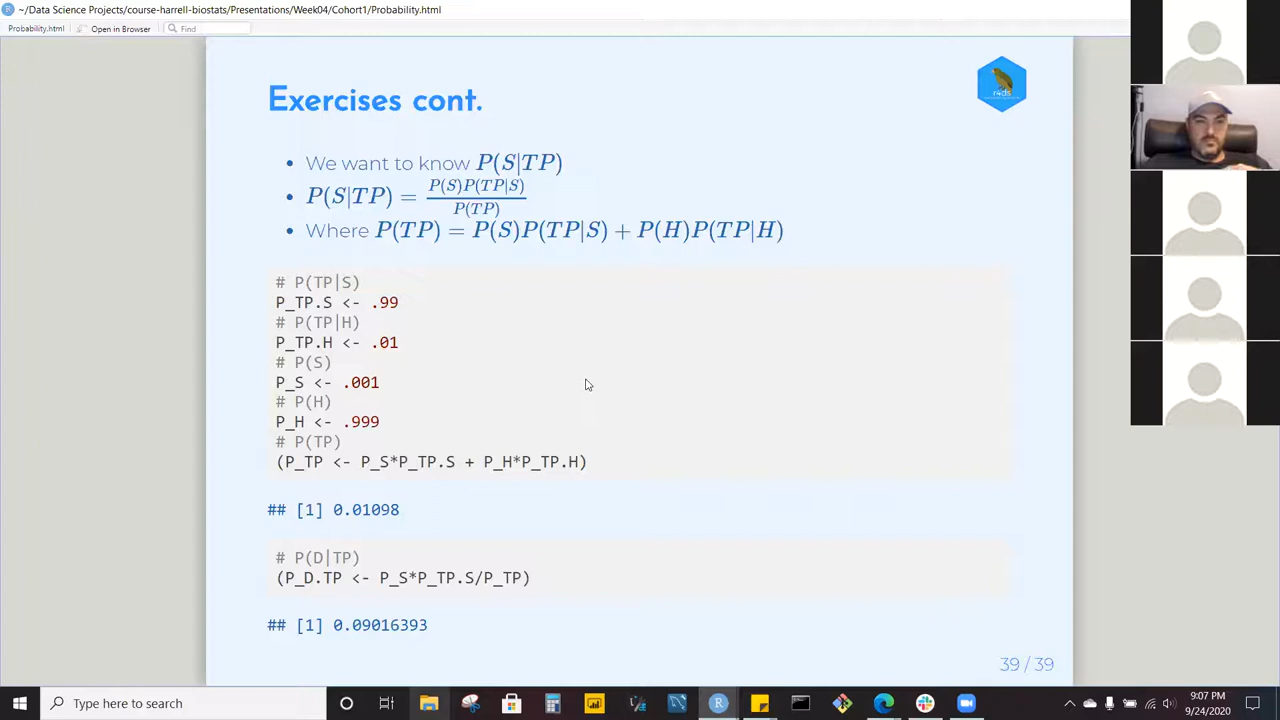 ~/Data Science Projects/course-harrell-biostats/Presentations/Week04/Cohort1/Probability.html
Probability.html
Open in Browser
Find
Exercises cont.
r4ds
• We want to know P(S|TP)
• P(S|TP) = P(S)P(TP|S) / P(TP)
• Where P(TP) = P(S)P(TP|S) + P(H)P(TP|H)
# P(TP|S)
P_TP.S <- .99
# P(TP|H)
P_TP.H <- .01
# P(S)
P_S <- .001
# P(H)
P_H <- .999
# P(TP)
(P_TP <- P_S*P_TP.S + P_H*P_TP.H)
## [1] 0.01098
# P(D|TP)
(P_D.TP <- P_S*P_TP.S/P_TP)
## [1] 0.09016393
39 / 39
Type here to search
9:07 PM
9/24/2020